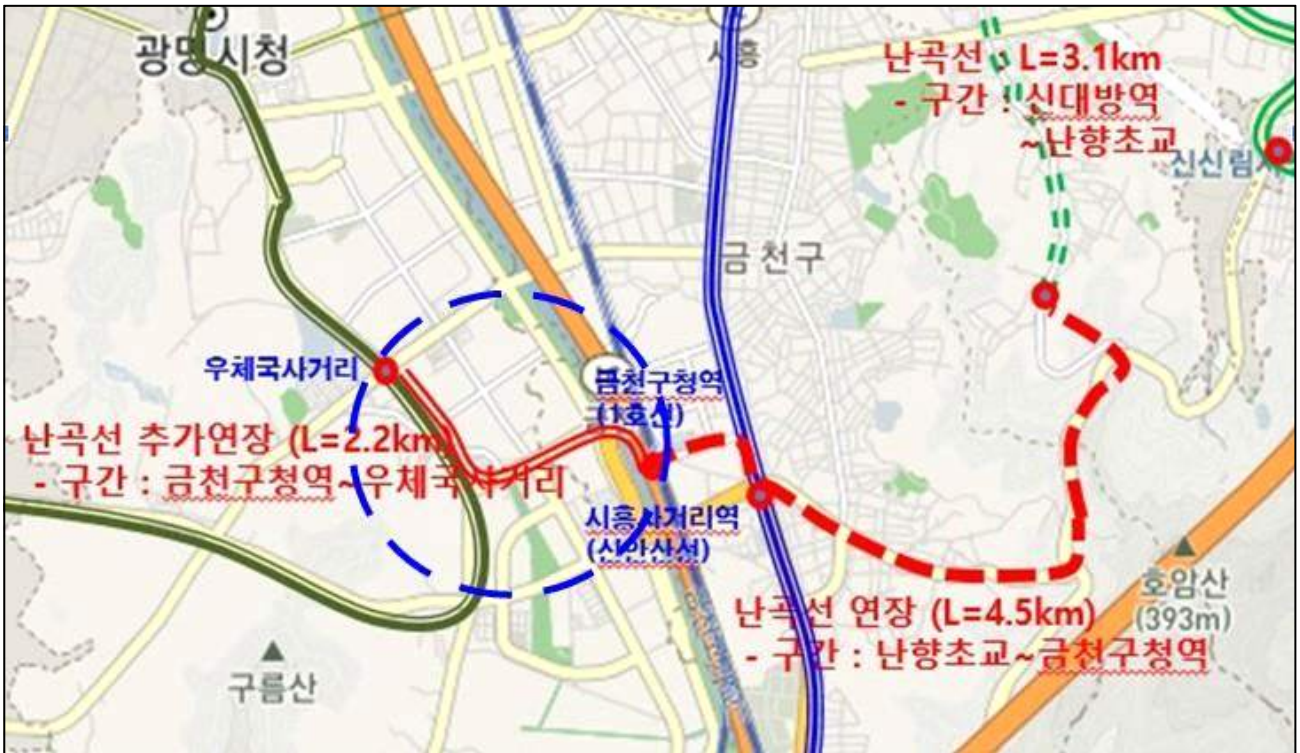 광명시청
시흥
난곡선 : L=3.1km
- 구간 : 신대방역
~난향초교
신신림
금천구
우체국사거리
금천구청역
(1호선)
난곡선 추가연장 (L=2.2km)
- 구간 : 금천구청역~우체국사거리
시흥사거리역
(신안산선)
호암산
(393m)
난곡선 연장 (L=4.5km)
- 구간 : 난향초교~금천구청역
구름산